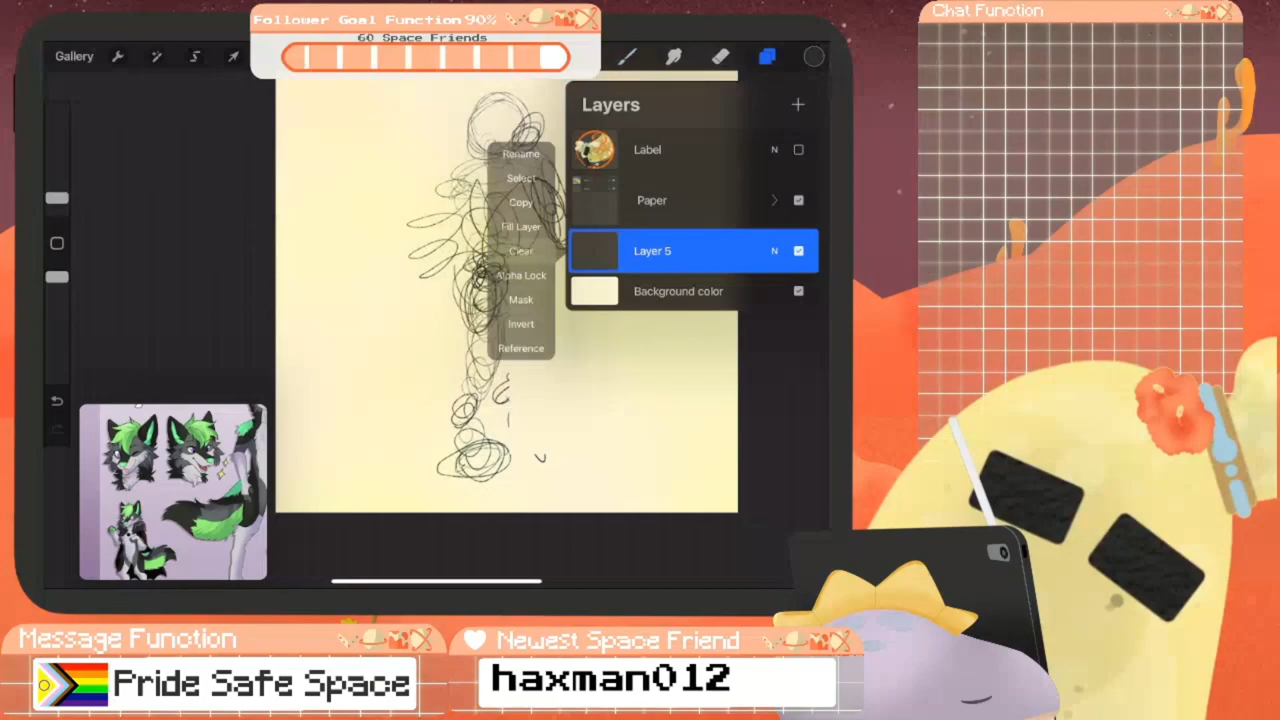 Follower Goal Function 90%
60 Space Friends
Chat Function
Gallery
Layers
Label N
Paper
Layer 5 N
Background color
Rename
Select
Copy
Fill Layer
Clear
Alpha Lock
Mask
Invert
Reference
Message Function
Pride Safe Space
Newest Space Friend
haxman012